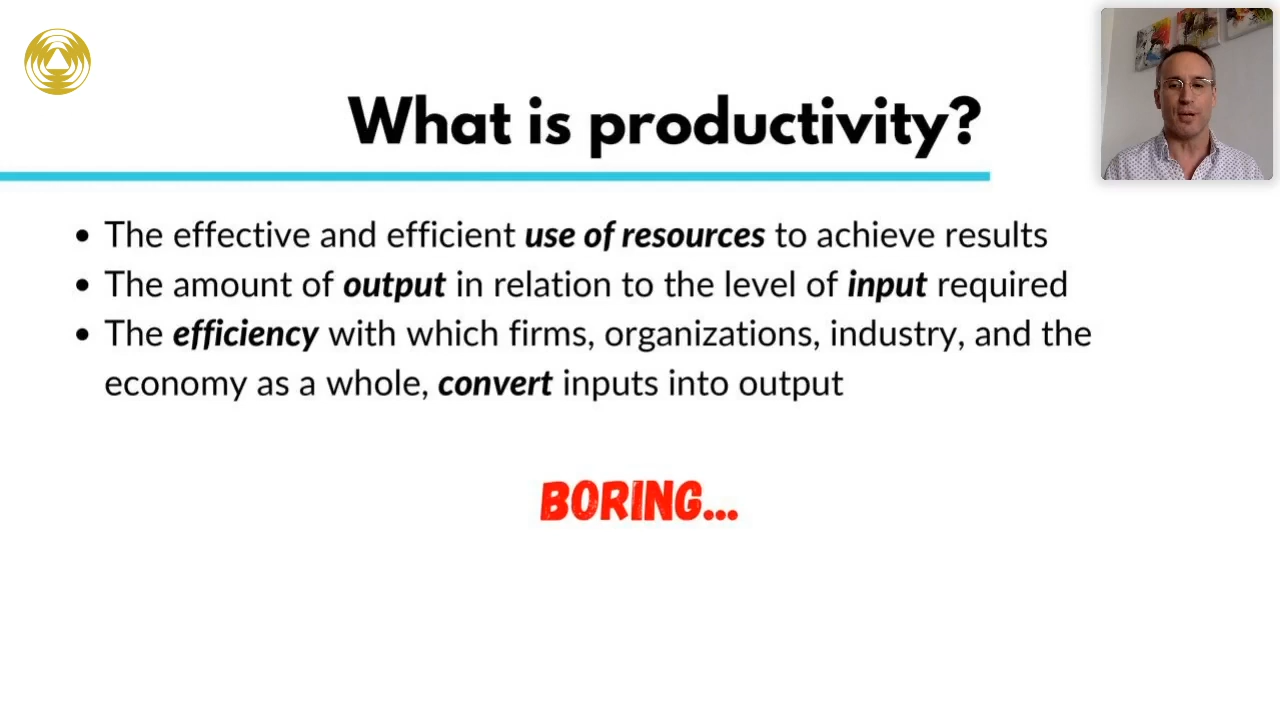 What is productivity?
• The effective and efficient use of resources to achieve results
• The amount of output in relation to the level of input required
• The efficiency with which firms, organizations, industry, and the
economy as a whole, convert inputs into output
BORING...